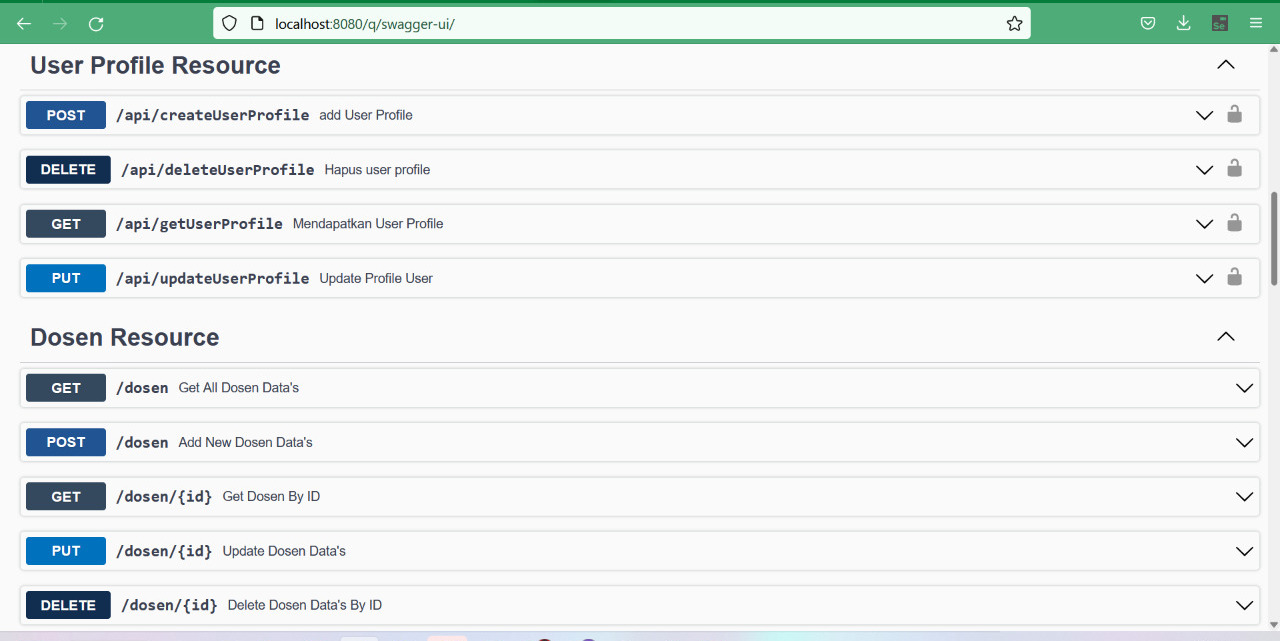 localhost:8080/q/swagger-ui/
Se
User Profile Resource
POST /api/createUserProfile add User Profile
DELETE /api/deleteUserProfile Hapus user profile
GET /api/getUserProfile Mendapatkan User Profile
PUT /api/updateUserProfile Update Profile User
Dosen Resource
GET /dosen Get All Dosen Data's
POST /dosen Add New Dosen Data's
GET /dosen/{id} Get Dosen By ID
PUT /dosen/{id} Update Dosen Data's
DELETE /dosen/{id} Delete Dosen Data's By ID